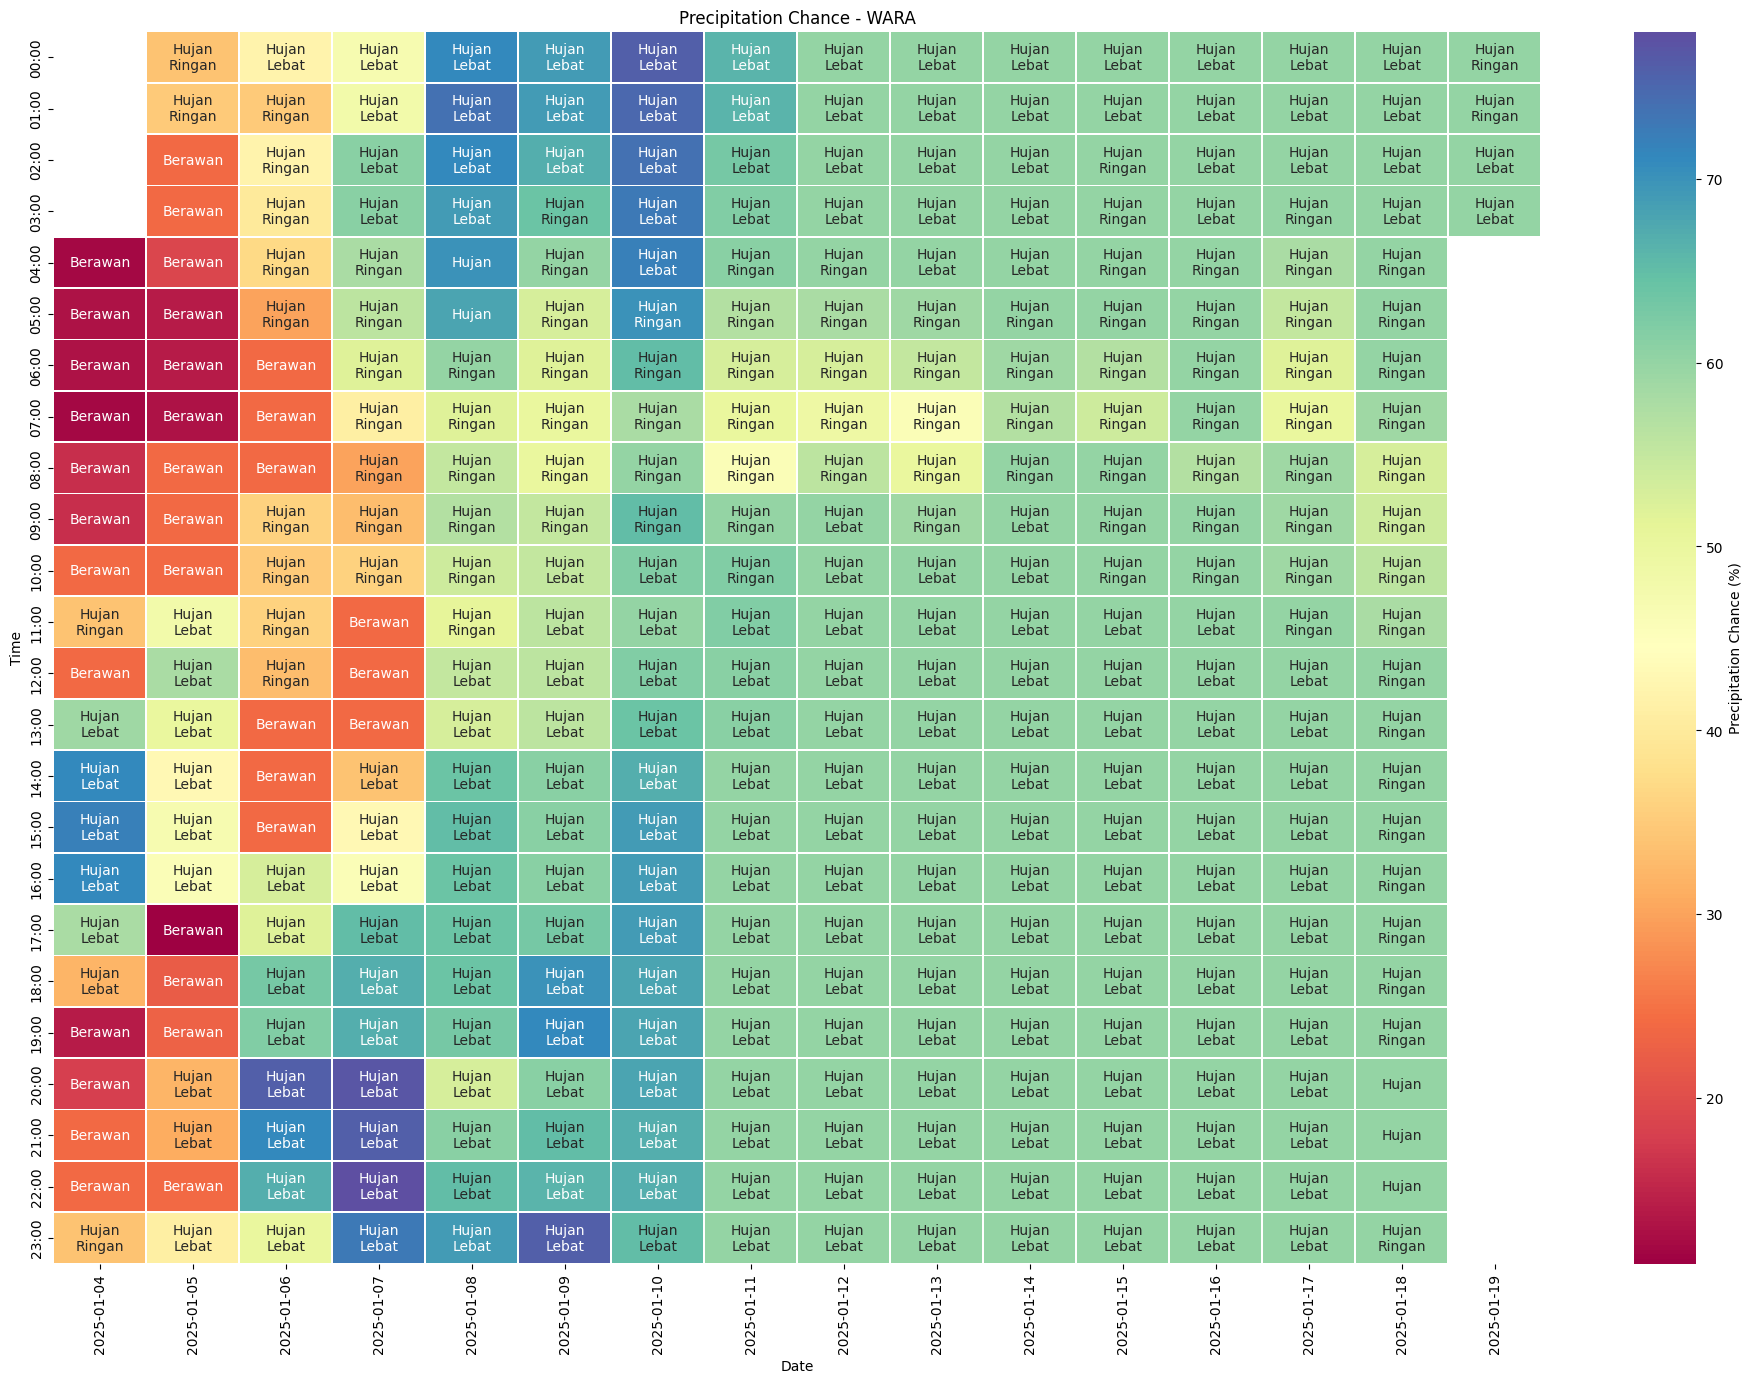 Precipitation Chance - WARA
Time
00:00 Hujan Ringan Hujan Lebat Hujan Lebat Hujan Lebat Hujan Lebat Hujan Lebat Hujan Lebat Hujan Lebat Hujan Lebat Hujan Lebat Hujan Lebat Hujan Lebat Hujan Lebat Hujan Lebat Hujan Ringan
01:00 Hujan Ringan Hujan Ringan Hujan Lebat Hujan Lebat Hujan Lebat Hujan Lebat Hujan Lebat Hujan Lebat Hujan Lebat Hujan Lebat Hujan Lebat Hujan Lebat Hujan Lebat Hujan Lebat Hujan Ringan
02:00 Berawan Hujan Ringan Hujan Lebat Hujan Lebat Hujan Lebat Hujan Lebat Hujan Lebat Hujan Lebat Hujan Lebat Hujan Lebat Hujan Ringan Hujan Lebat Hujan Lebat Hujan Lebat Hujan Lebat
03:00 Berawan Hujan Ringan Hujan Lebat Hujan Lebat Hujan Ringan Hujan Lebat Hujan Lebat Hujan Lebat Hujan Lebat Hujan Lebat Hujan Ringan Hujan Lebat Hujan Ringan Hujan Lebat Hujan Lebat
04:00 Berawan Berawan Hujan Ringan Hujan Ringan Hujan Hujan Ringan Hujan Lebat Hujan Ringan Hujan Ringan Hujan Lebat Hujan Lebat Hujan Ringan Hujan Ringan Hujan Ringan Hujan Ringan
05:00 Berawan Berawan Hujan Ringan Hujan Ringan Hujan Hujan Ringan Hujan Ringan Hujan Ringan Hujan Ringan Hujan Ringan Hujan Ringan Hujan Ringan Hujan Ringan Hujan Ringan Hujan Ringan
06:00 Berawan Berawan Berawan Hujan Ringan Hujan Ringan Hujan Ringan Hujan Ringan Hujan Ringan Hujan Ringan Hujan Ringan Hujan Ringan Hujan Ringan Hujan Ringan Hujan Ringan Hujan Ringan
07:00 Berawan Berawan Berawan Hujan Ringan Hujan Ringan Hujan Ringan Hujan Ringan Hujan Ringan Hujan Ringan Hujan Ringan Hujan Ringan Hujan Ringan Hujan Ringan Hujan Ringan Hujan Ringan
08:00 Berawan Berawan Berawan Hujan Ringan Hujan Ringan Hujan Ringan Hujan Ringan Hujan Ringan Hujan Ringan Hujan Ringan Hujan Ringan Hujan Ringan Hujan Ringan Hujan Ringan Hujan Ringan
09:00 Berawan Berawan Hujan Ringan Hujan Ringan Hujan Ringan Hujan Ringan Hujan Ringan Hujan Ringan Hujan Lebat Hujan Ringan Hujan Lebat Hujan Ringan Hujan Ringan Hujan Ringan Hujan Ringan
10:00 Berawan Berawan Hujan Ringan Hujan Ringan Hujan Ringan Hujan Lebat Hujan Lebat Hujan Ringan Hujan Lebat Hujan Lebat Hujan Lebat Hujan Ringan Hujan Ringan Hujan Ringan Hujan Ringan
11:00 Hujan Ringan Hujan Lebat Hujan Ringan Berawan Hujan Ringan Hujan Lebat Hujan Lebat Hujan Lebat Hujan Lebat Hujan Lebat Hujan Lebat Hujan Lebat Hujan Lebat Hujan Ringan Hujan Ringan
12:00 Berawan Hujan Lebat Hujan Ringan Berawan Hujan Lebat Hujan Lebat Hujan Lebat Hujan Lebat Hujan Lebat Hujan Lebat Hujan Lebat Hujan Lebat Hujan Lebat Hujan Lebat Hujan Ringan
13:00 Hujan Lebat Hujan Lebat Berawan Berawan Hujan Lebat Hujan Lebat Hujan Lebat Hujan Lebat Hujan Lebat Hujan Lebat Hujan Lebat Hujan Lebat Hujan Lebat Hujan Lebat Hujan Ringan
14:00 Hujan Lebat Hujan Lebat Berawan Hujan Lebat Hujan Lebat Hujan Lebat Hujan Lebat Hujan Lebat Hujan Lebat Hujan Lebat Hujan Lebat Hujan Lebat Hujan Lebat Hujan Lebat Hujan Ringan
15:00 Hujan Lebat Hujan Lebat Berawan Hujan Lebat Hujan Lebat Hujan Lebat Hujan Lebat Hujan Lebat Hujan Lebat Hujan Lebat Hujan Lebat Hujan Lebat Hujan Lebat Hujan Lebat Hujan Ringan
16:00 Hujan Lebat Hujan Lebat Hujan Lebat Hujan Lebat Hujan Lebat Hujan Lebat Hujan Lebat Hujan Lebat Hujan Lebat Hujan Lebat Hujan Lebat Hujan Lebat Hujan Lebat Hujan Lebat Hujan Ringan
17:00 Hujan Lebat Berawan Hujan Lebat Hujan Lebat Hujan Lebat Hujan Lebat Hujan Lebat Hujan Lebat Hujan Lebat Hujan Lebat Hujan Lebat Hujan Lebat Hujan Lebat Hujan Lebat Hujan Ringan
18:00 Hujan Lebat Berawan Hujan Lebat Hujan Lebat Hujan Lebat Hujan Lebat Hujan Lebat Hujan Lebat Hujan Lebat Hujan Lebat Hujan Lebat Hujan Lebat Hujan Lebat Hujan Lebat Hujan Ringan
19:00 Berawan Berawan Hujan Lebat Hujan Lebat Hujan Lebat Hujan Lebat Hujan Lebat Hujan Lebat Hujan Lebat Hujan Lebat Hujan Lebat Hujan Lebat Hujan Lebat Hujan Lebat Hujan Ringan
20:00 Berawan Hujan Lebat Hujan Lebat Hujan Lebat Hujan Lebat Hujan Lebat Hujan Lebat Hujan Lebat Hujan Lebat Hujan Lebat Hujan Lebat Hujan Lebat Hujan Lebat Hujan Lebat Hujan
21:00 Berawan Hujan Lebat Hujan Lebat Hujan Lebat Hujan Lebat Hujan Lebat Hujan Lebat Hujan Lebat Hujan Lebat Hujan Lebat Hujan Lebat Hujan Lebat Hujan Lebat Hujan Lebat Hujan
22:00 Berawan Berawan Hujan Lebat Hujan Lebat Hujan Lebat Hujan Lebat Hujan Lebat Hujan Lebat Hujan Lebat Hujan Lebat Hujan Lebat Hujan Lebat Hujan Lebat Hujan Lebat Hujan
23:00 Hujan Ringan Hujan Lebat Hujan Lebat Hujan Lebat Hujan Lebat Hujan Lebat Hujan Lebat Hujan Lebat Hujan Lebat Hujan Lebat Hujan Lebat Hujan Lebat Hujan Lebat Hujan Lebat Hujan Ringan
2025-01-04 2025-01-05 2025-01-06 2025-01-07 2025-01-08 2025-01-09 2025-01-10 2025-01-11 2025-01-12 2025-01-13 2025-01-14 2025-01-15 2025-01-16 2025-01-17 2025-01-18 2025-01-19
Date
70
60
50
40
30
20
Precipitation Chance (%)